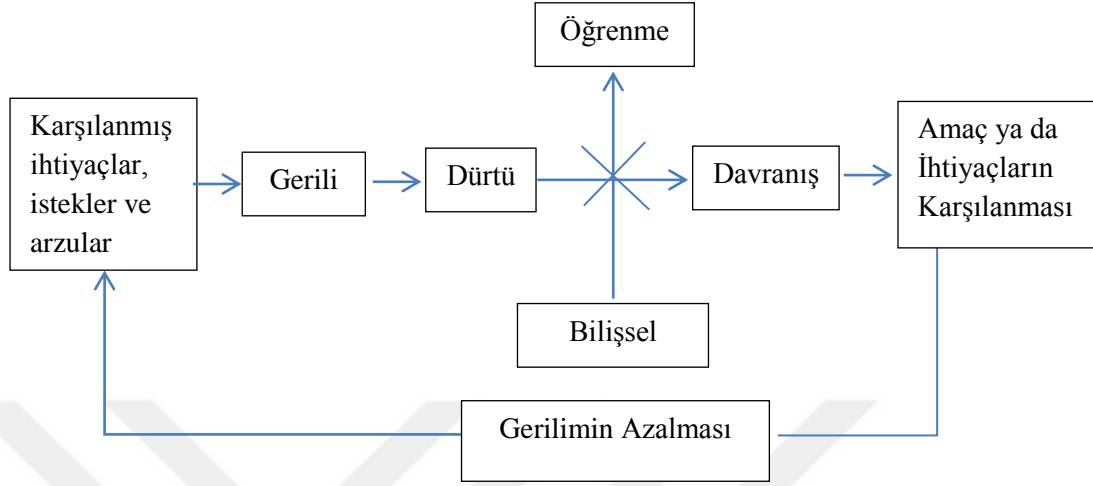 Öğrenme
Karşılanmış
ihtiyaçlar,
istekler ve
arzular
Gerili
Dürtü
Davranış
Amaç ya da
İhtiyaçların
Karşılanması
Bilişsel
Gerilimin Azalması